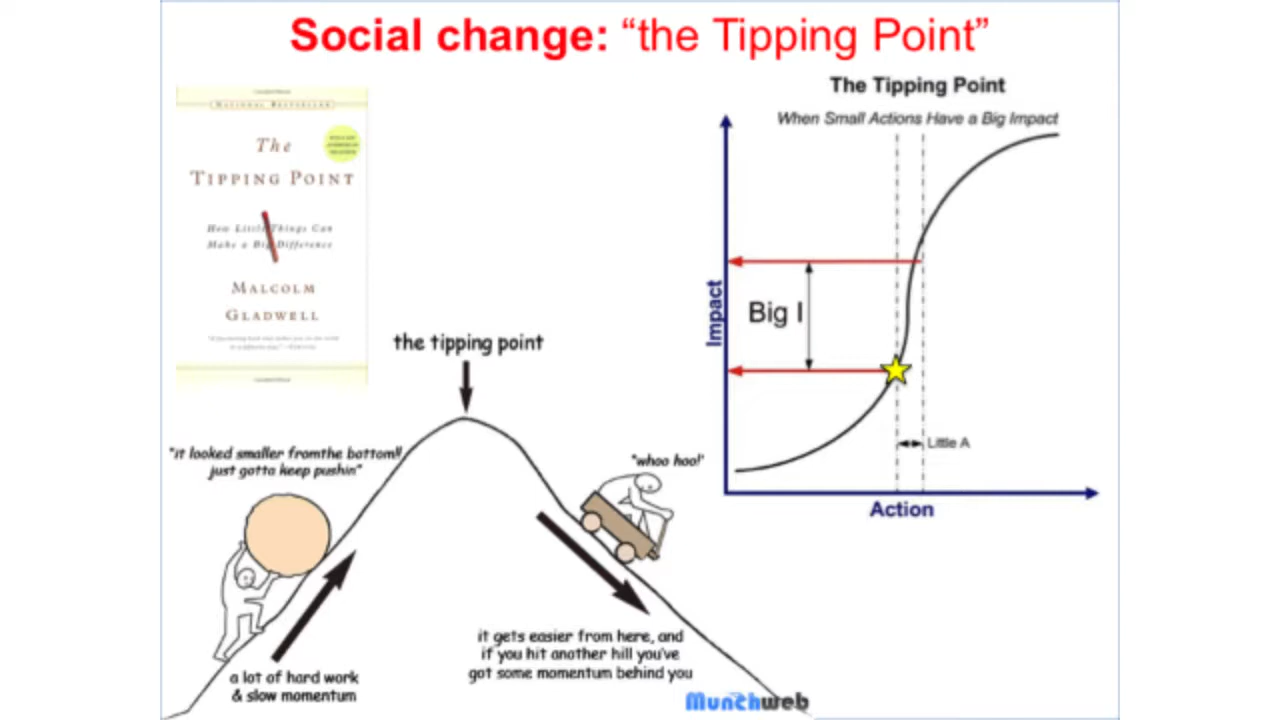 Social change: “the Tipping Point”
NATIONAL BESTSELLER
The
TIPPING POINT
How Little Things Can
Make a Big Difference
MALCOLM
GLADWELL
The Tipping Point
When Small Actions Have a Big Impact
Impact
Big I
Little A
Action
the tipping point
"it looked smaller fromthe bottom!!
just gotta keep pushin"
"whoo hoo!'
a lot of hard work
& slow momentum
it gets easier from here, and
if you hit another hill you've
got some momentum behind you
Munchweb